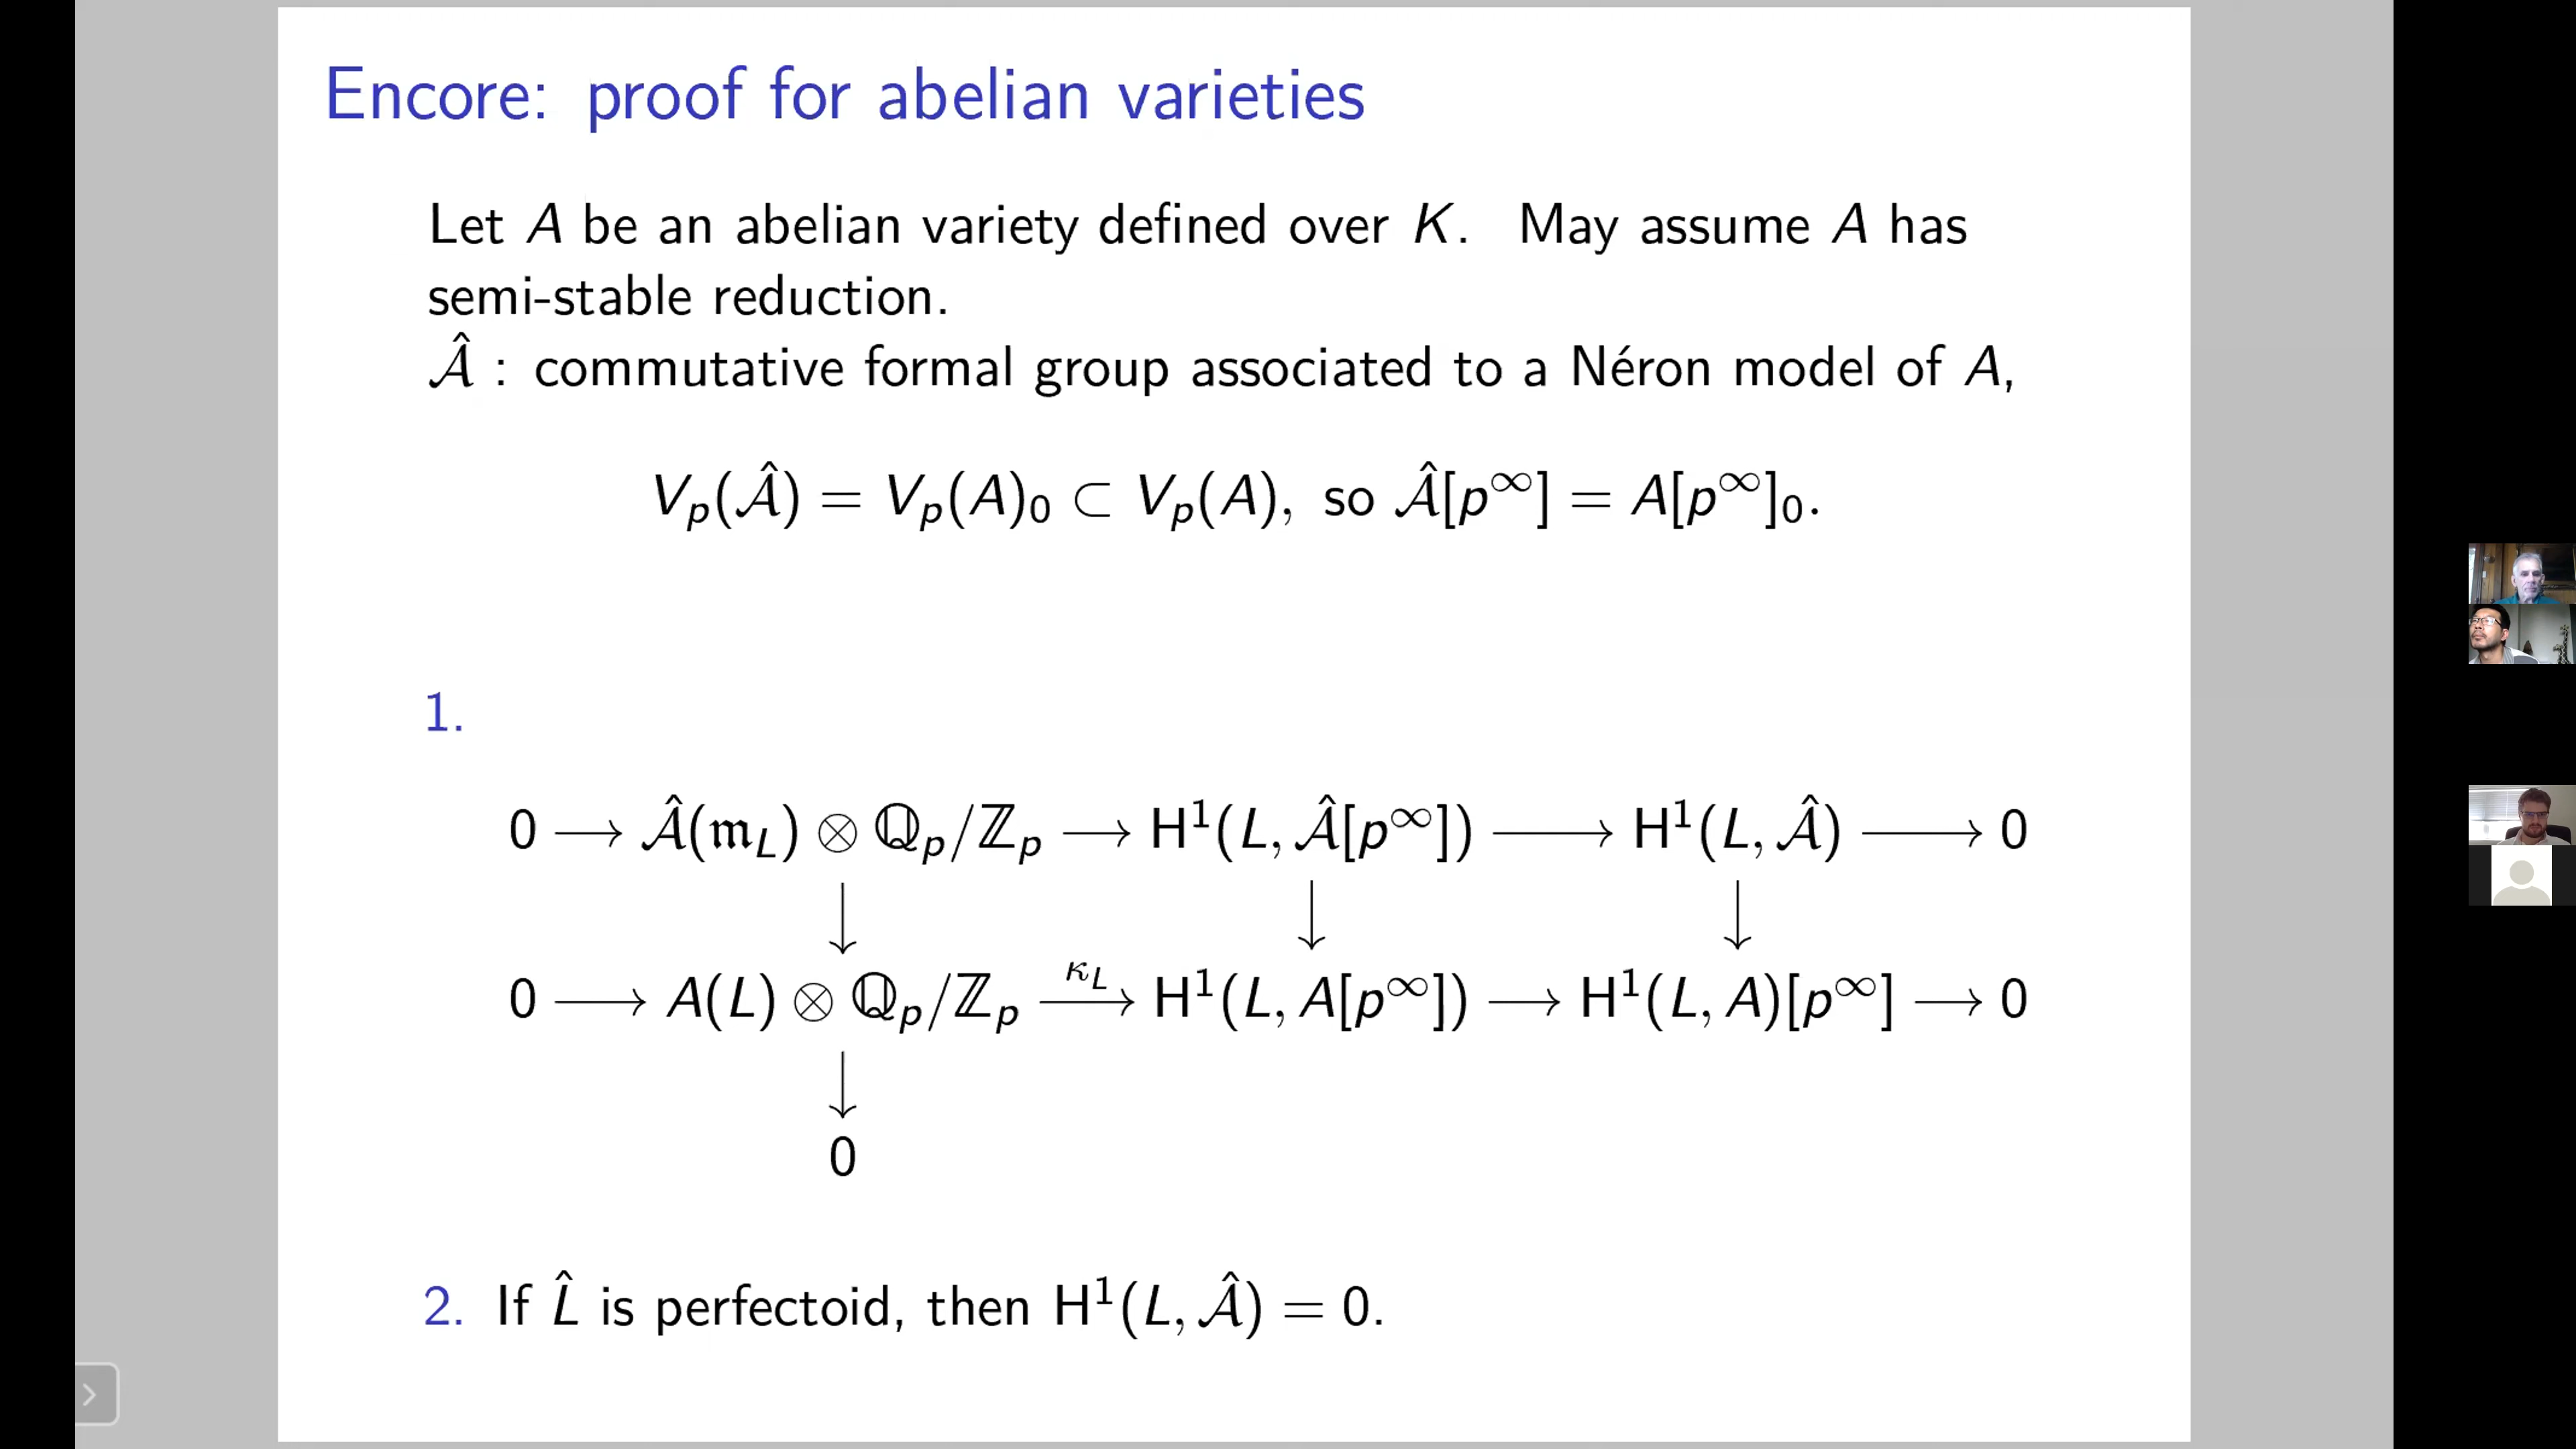 Encore: proof for abelian varieties
Let A be an abelian variety defined over K. May assume A has
semi-stable reduction.
𝒜̂ : commutative formal group associated to a Néron model of A,
V_p(𝒜̂) = V_p(A)_0 ⊂ V_p(A), so 𝒜̂[p^∞] = A[p^∞]_0.
1.
0 ⟶ 𝒜̂(𝔪_L) ⊗ ℚ_p/ℤ_p ⟶ H^1(L, 𝒜̂[p^∞]) ⟶ H^1(L, 𝒜̂) ⟶ 0
↓ ↓ ↓
0 ⟶ A(L) ⊗ ℚ_p/ℤ_p ⟶^{κ_L} H^1(L, A[p^∞]) ⟶ H^1(L, A)[p^∞] ⟶ 0
↓
0
2. If L̂ is perfectoid, then H^1(L, 𝒜̂) = 0.